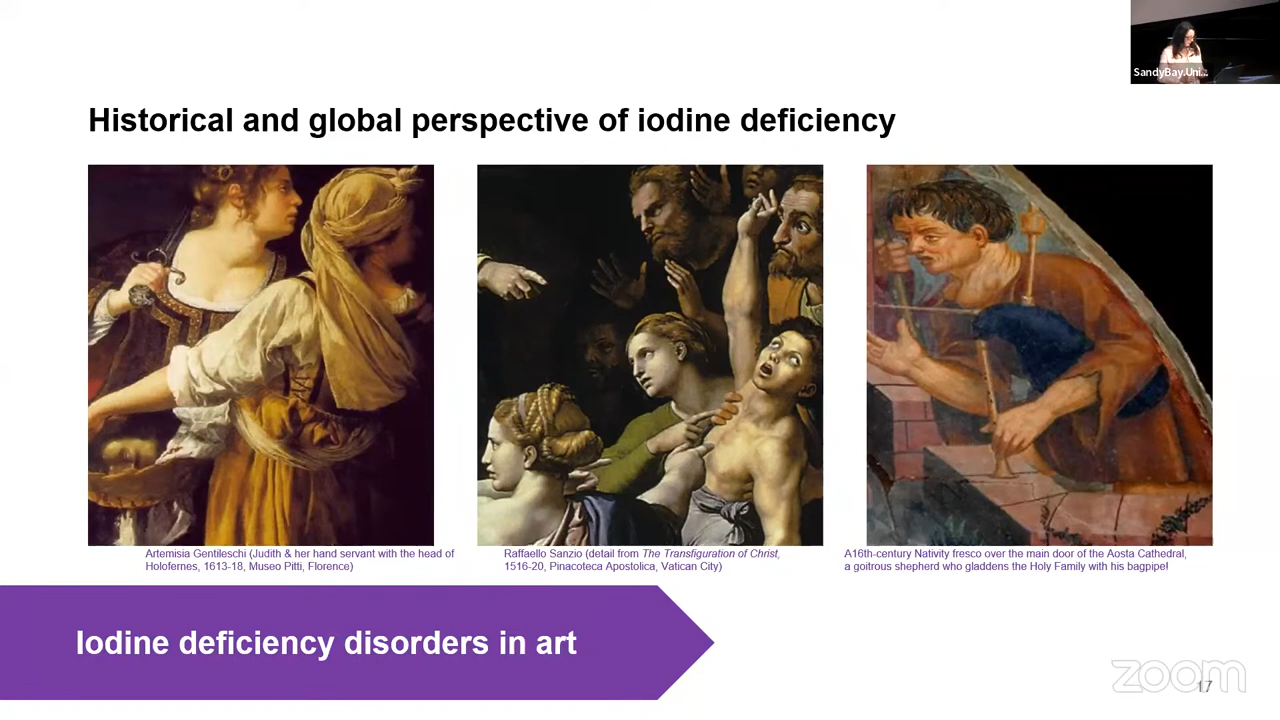 SandyBay.Uni...
Historical and global perspective of iodine deficiency
Artemisia Gentileschi (Judith & her hand servant with the head of
Holofernes, 1613-18, Museo Pitti, Florence)
Raffaello Sanzio (detail from The Transfiguration of Christ,
1516-20, Pinacoteca Apostolica, Vatican City)
A16th-century Nativity fresco over the main door of the Aosta Cathedral,
a goitrous shepherd who gladdens the Holy Family with his bagpipe!
Iodine deficiency disorders in art
zoom
17